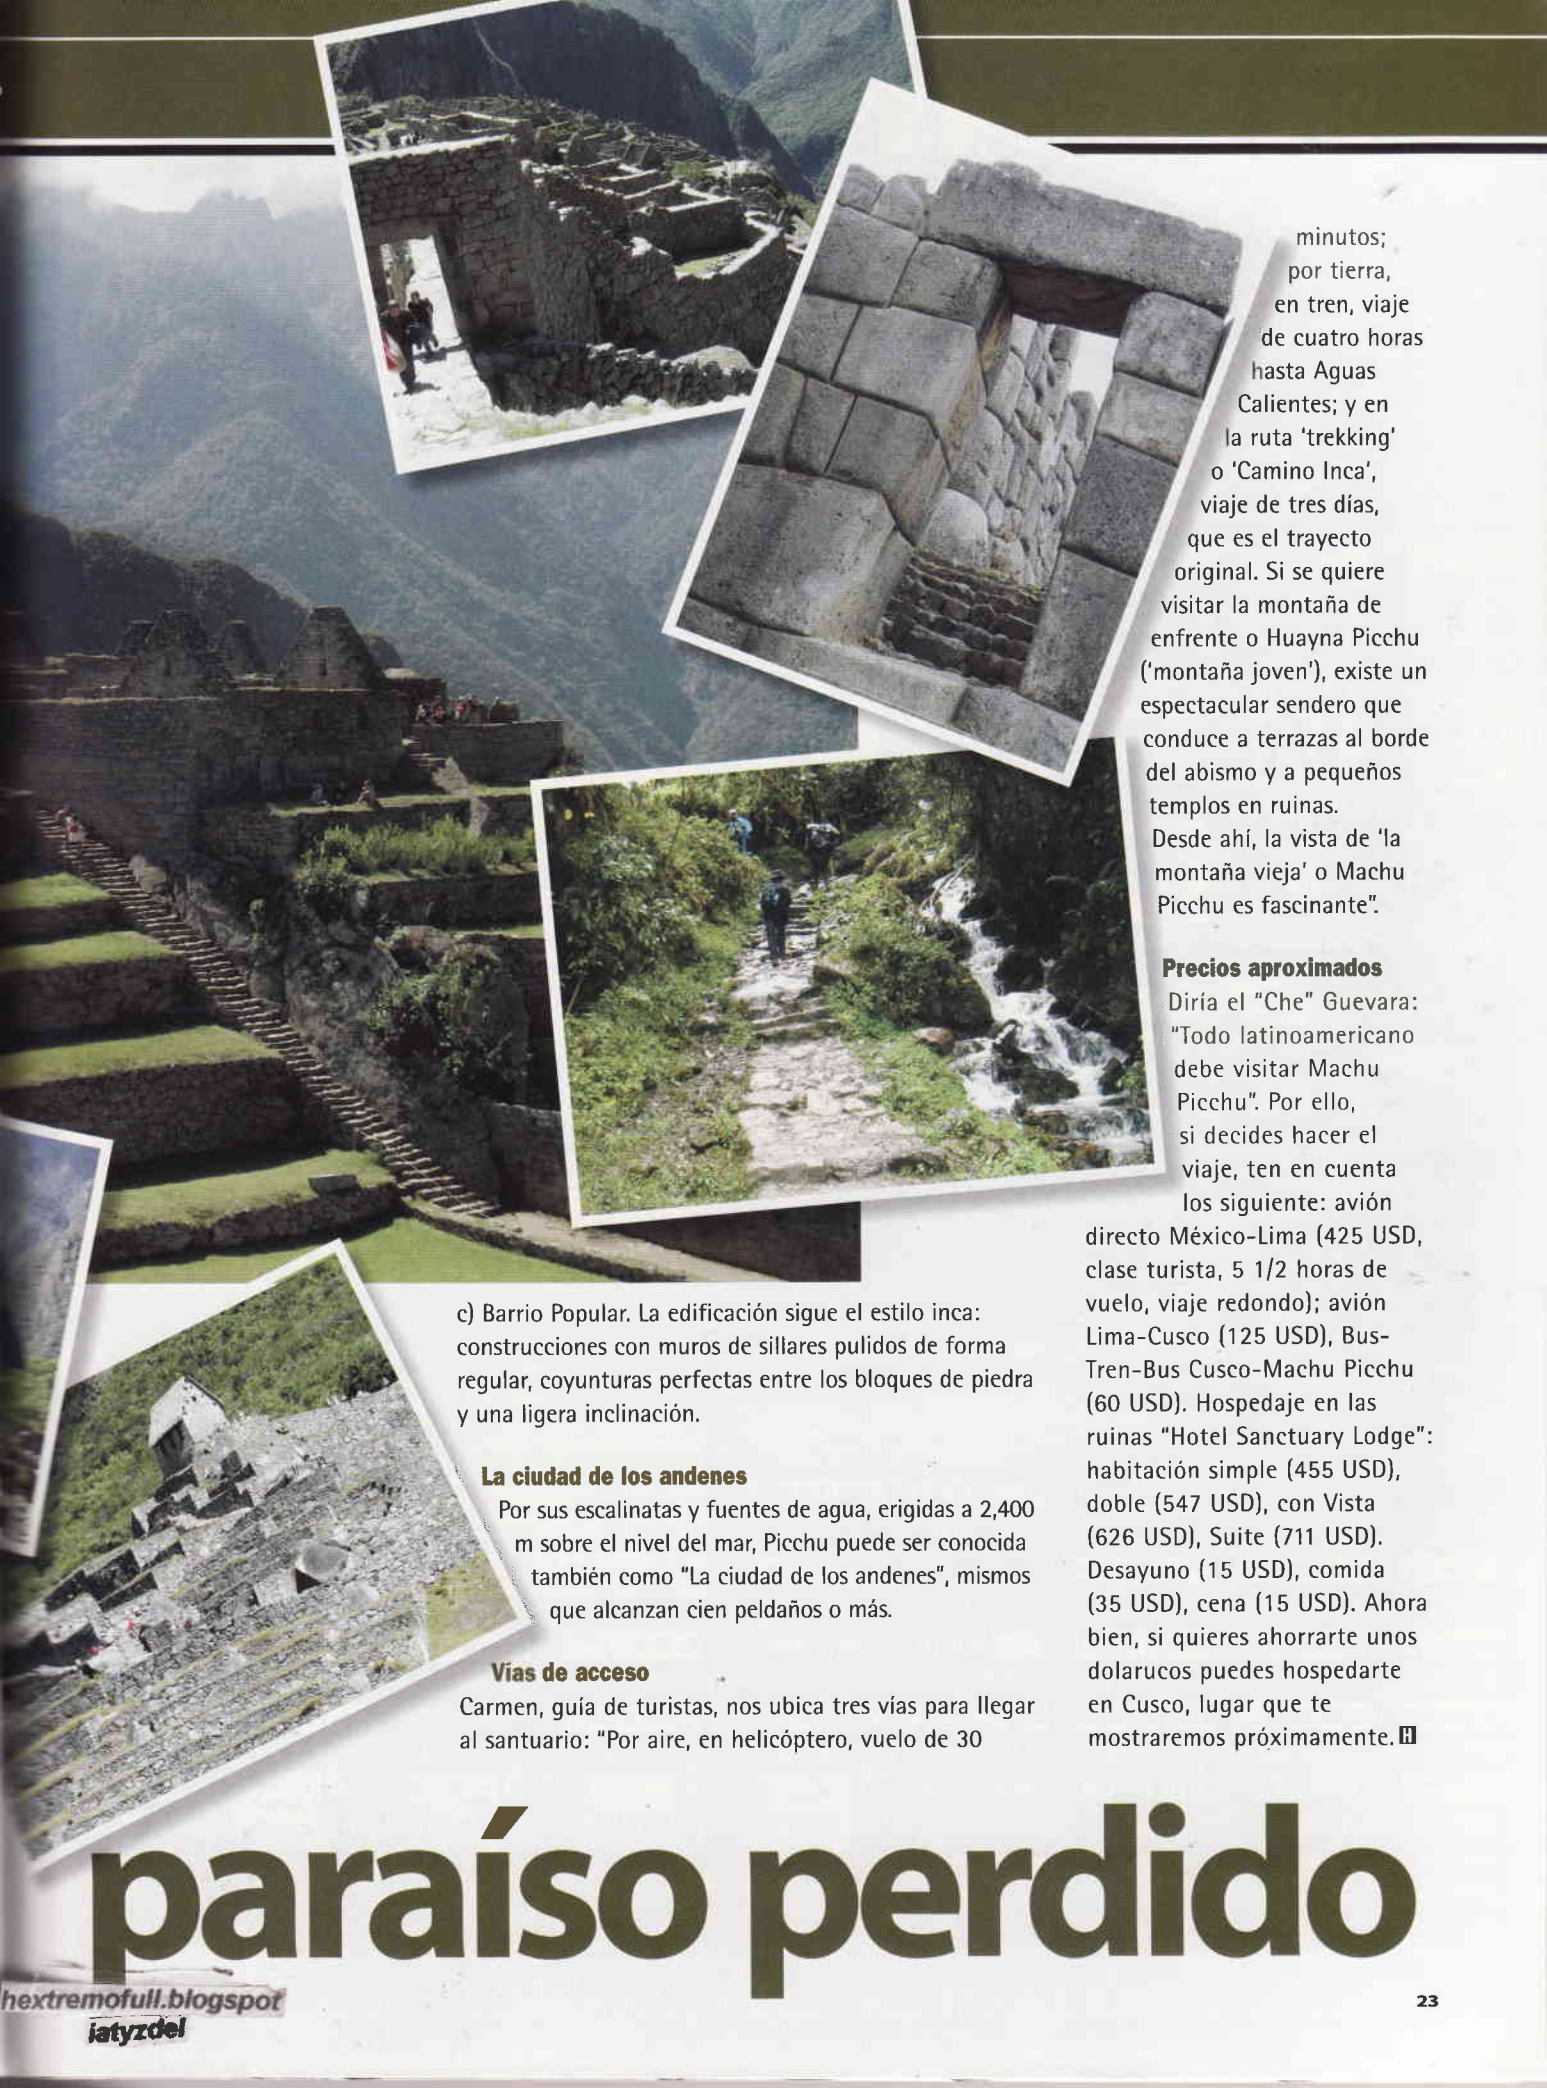 c) Barrio Popular. La edificación sigue el estilo inca:
construcciones con muros de sillares pulidos de forma
regular, coyunturas perfectas entre los bloques de piedra
y una ligera inclinación.
La ciudad de los andenes
Por sus escalinatas y fuentes de agua, erigidas a 2,400
m sobre el nivel del mar, Picchu puede ser conocida
también como "La ciudad de los andenes", mismos
que alcanzan cien peldaños o más.
Vías de acceso
Carmen, guía de turistas, nos ubica tres vías para llegar
al santuario: "Por aire, en helicóptero, vuelo de 30
minutos;
por tierra,
en tren, viaje
de cuatro horas
hasta Aguas
Calientes; y en
la ruta 'trekking'
o 'Camino Inca',
viaje de tres días,
que es el trayecto
original. Si se quiere
visitar la montaña de
enfrente o Huayna Picchu
('montaña joven'), existe un
espectacular sendero que
conduce a terrazas al borde
del abismo y a pequeños
templos en ruinas.
Desde ahí, la vista de 'la
montaña vieja' o Machu
Picchu es fascinante".
Precios aproximados
Diría el "Che" Guevara:
"Todo latinoamericano
debe visitar Machu
Picchu". Por ello,
si decides hacer el
viaje, ten en cuenta
los siguiente: avión
directo México-Lima (425 USD,
clase turista, 5 1/2 horas de
vuelo, viaje redondo); avión
Lima-Cusco (125 USD), Bus-
Tren-Bus Cusco-Machu Picchu
(60 USD). Hospedaje en las
ruinas "Hotel Sanctuary Lodge":
habitación simple (455 USD),
doble (547 USD), con Vista
(626 USD), Suite (711 USD).
Desayuno (15 USD), comida
(35 USD), cena (15 USD). Ahora
bien, si quieres ahorrarte unos
dolarucos puedes hospedarte
en Cusco, lugar que te
mostraremos próximamente. H
paraíso perdido
hextremofull.blogspot
iatyzdel
23